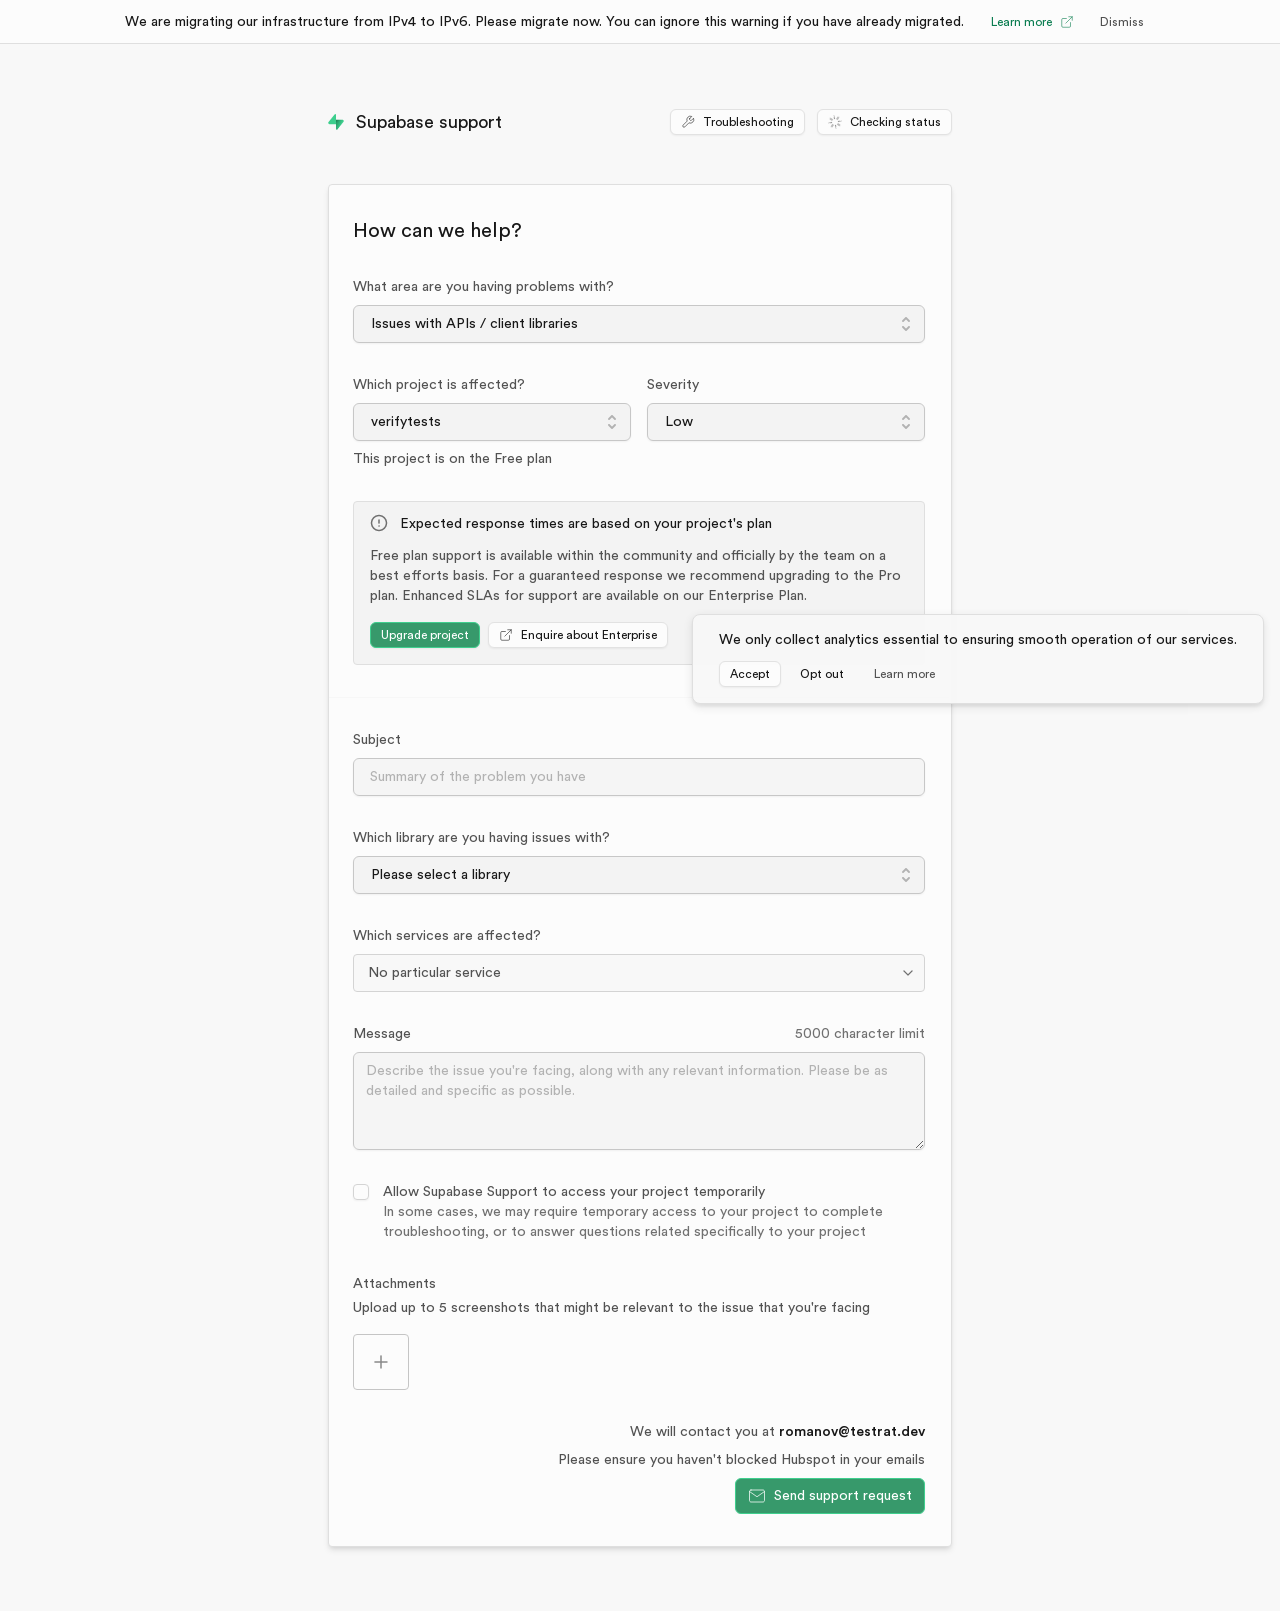 We are migrating our infrastructure from IPv4 to IPv6. Please migrate now. You can ignore this warning if you have already migrated. Learn more Dismiss
Supabase support Troubleshooting Checking status
How can we help?
What area are you having problems with?
Issues with APIs / client libraries
Which project is affected? Severity
verifytests Low
This project is on the Free plan
Expected response times are based on your project's plan
Free plan support is available within the community and officially by the team on a
best efforts basis. For a guaranteed response we recommend upgrading to the Pro
plan. Enhanced SLAs for support are available on our Enterprise Plan.
Upgrade project Enquire about Enterprise
We only collect analytics essential to ensuring smooth operation of our services.
Accept Opt out Learn more
Subject
Summary of the problem you have
Which library are you having issues with?
Please select a library
Which services are affected?
No particular service
Message 5000 character limit
Describe the issue you're facing, along with any relevant information. Please be as
detailed and specific as possible.
Allow Supabase Support to access your project temporarily
In some cases, we may require temporary access to your project to complete
troubleshooting, or to answer questions related specifically to your project
Attachments
Upload up to 5 screenshots that might be relevant to the issue that you're facing
We will contact you at romanov@testrat.dev
Please ensure you haven't blocked Hubspot in your emails
Send support request